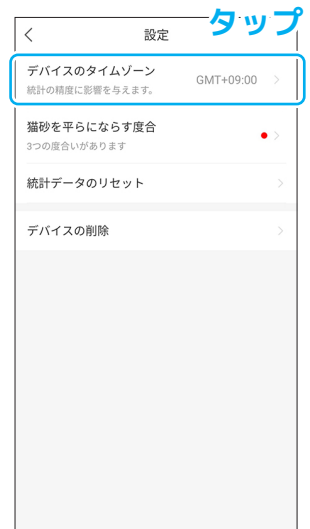 タップ
設定
デバイスのタイムゾーン
GMT+09:00
統計の精度に影響を与えます。
猫砂を平らにならす度合
3つの度合いがあります
統計データのリセット
デバイスの削除